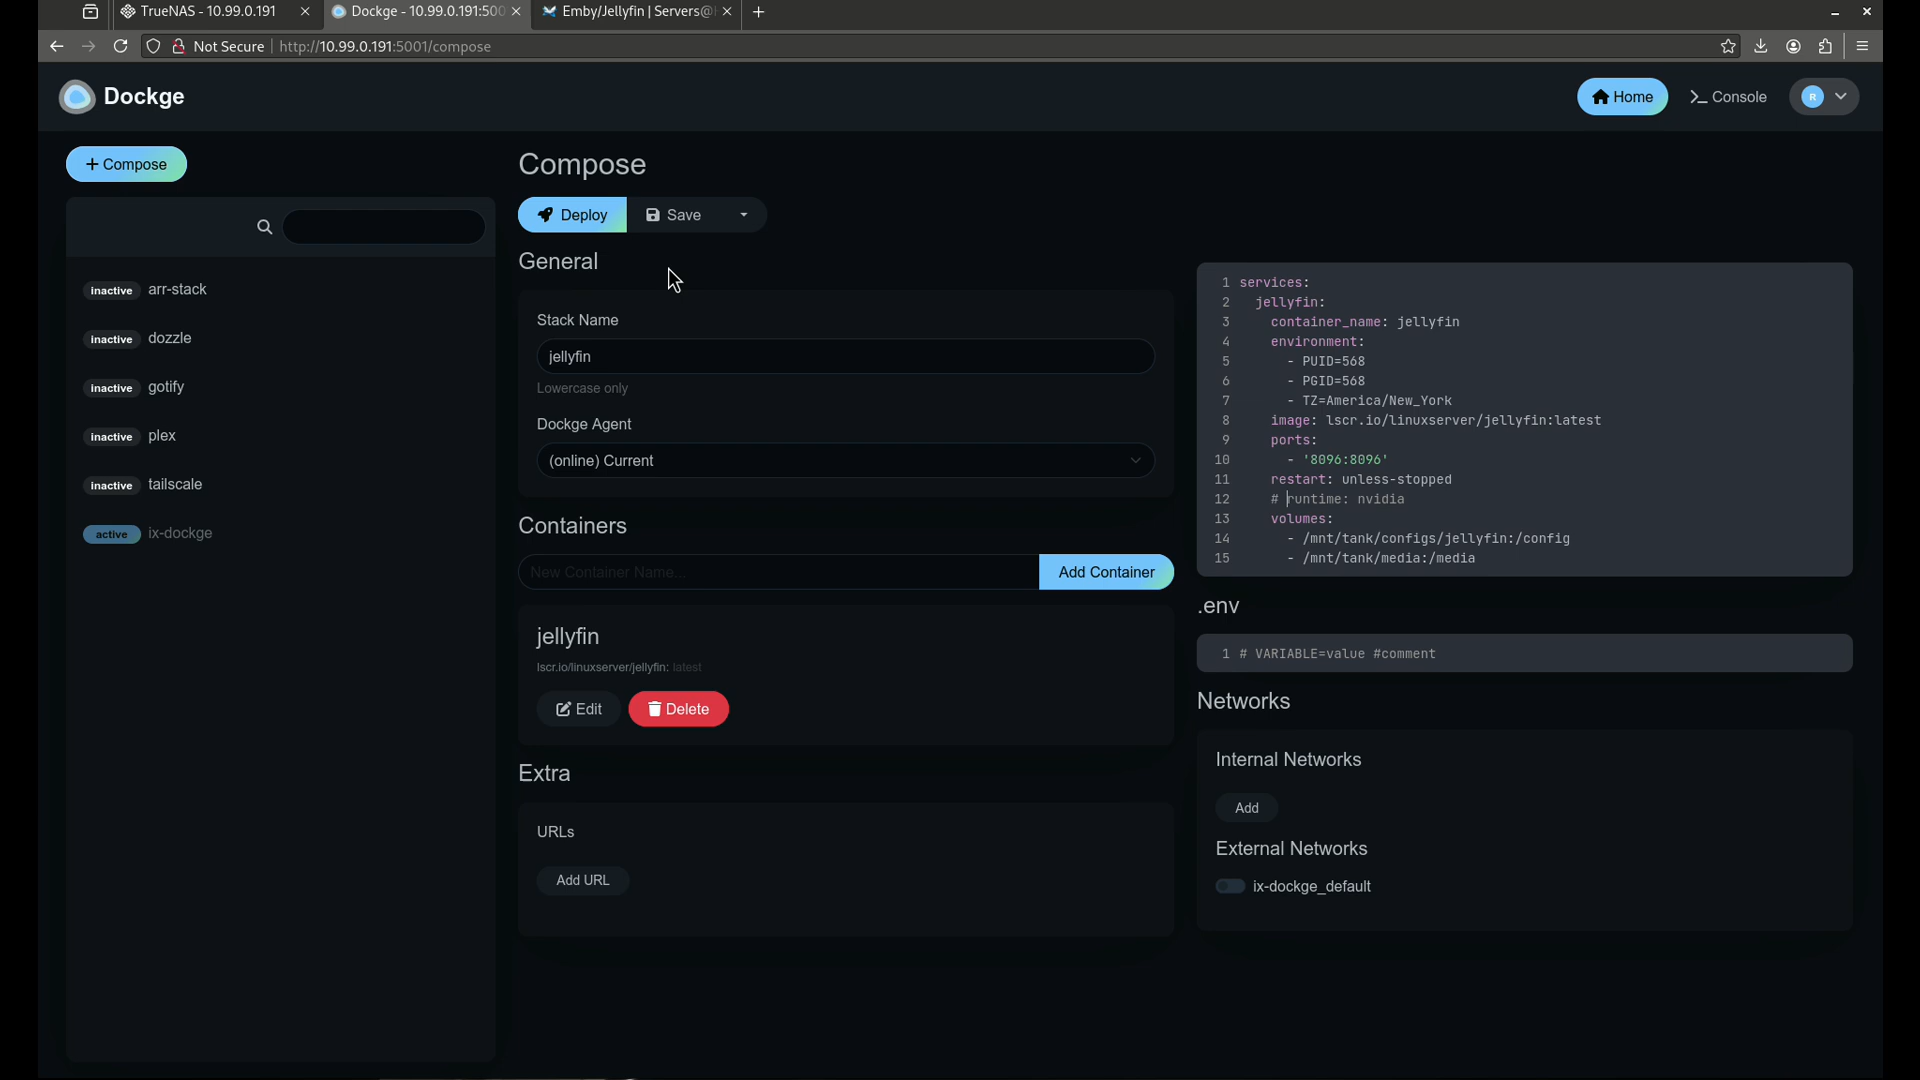 TrueNAS - 10.99.0.191
Dockge - 10.99.0.191:500
Emby/Jellyfin | Servers@
Not Secure
http://10.99.0.191:5001/compose
Dockge
Home
Console
R
+ Compose
inactive arr-stack
inactive dozzle
inactive gotify
inactive plex
inactive tailscale
active ix-dockge
Compose
Deploy
Save
General
Stack Name
jellyfin
Lowercase only
Dockge Agent
(online) Current
Containers
New Container Name...
Add Container
jellyfin
lscr.io/linuxserver/jellyfin: latest
Edit
Delete
Extra
URLs
Add URL
1 services:
2 jellyfin:
3 container_name: jellyfin
4 environment:
5 - PUID=568
6 - PGID=568
7 - TZ=America/New_York
8 image: lscr.io/linuxserver/jellyfin:latest
9 ports:
10 - '8096:8096'
11 restart: unless-stopped
12 # runtime: nvidia
13 volumes:
14 - /mnt/tank/configs/jellyfin:/config
15 - /mnt/tank/media:/media
.env
1 # VARIABLE=value #comment
Networks
Internal Networks
Add
External Networks
ix-dockge_default